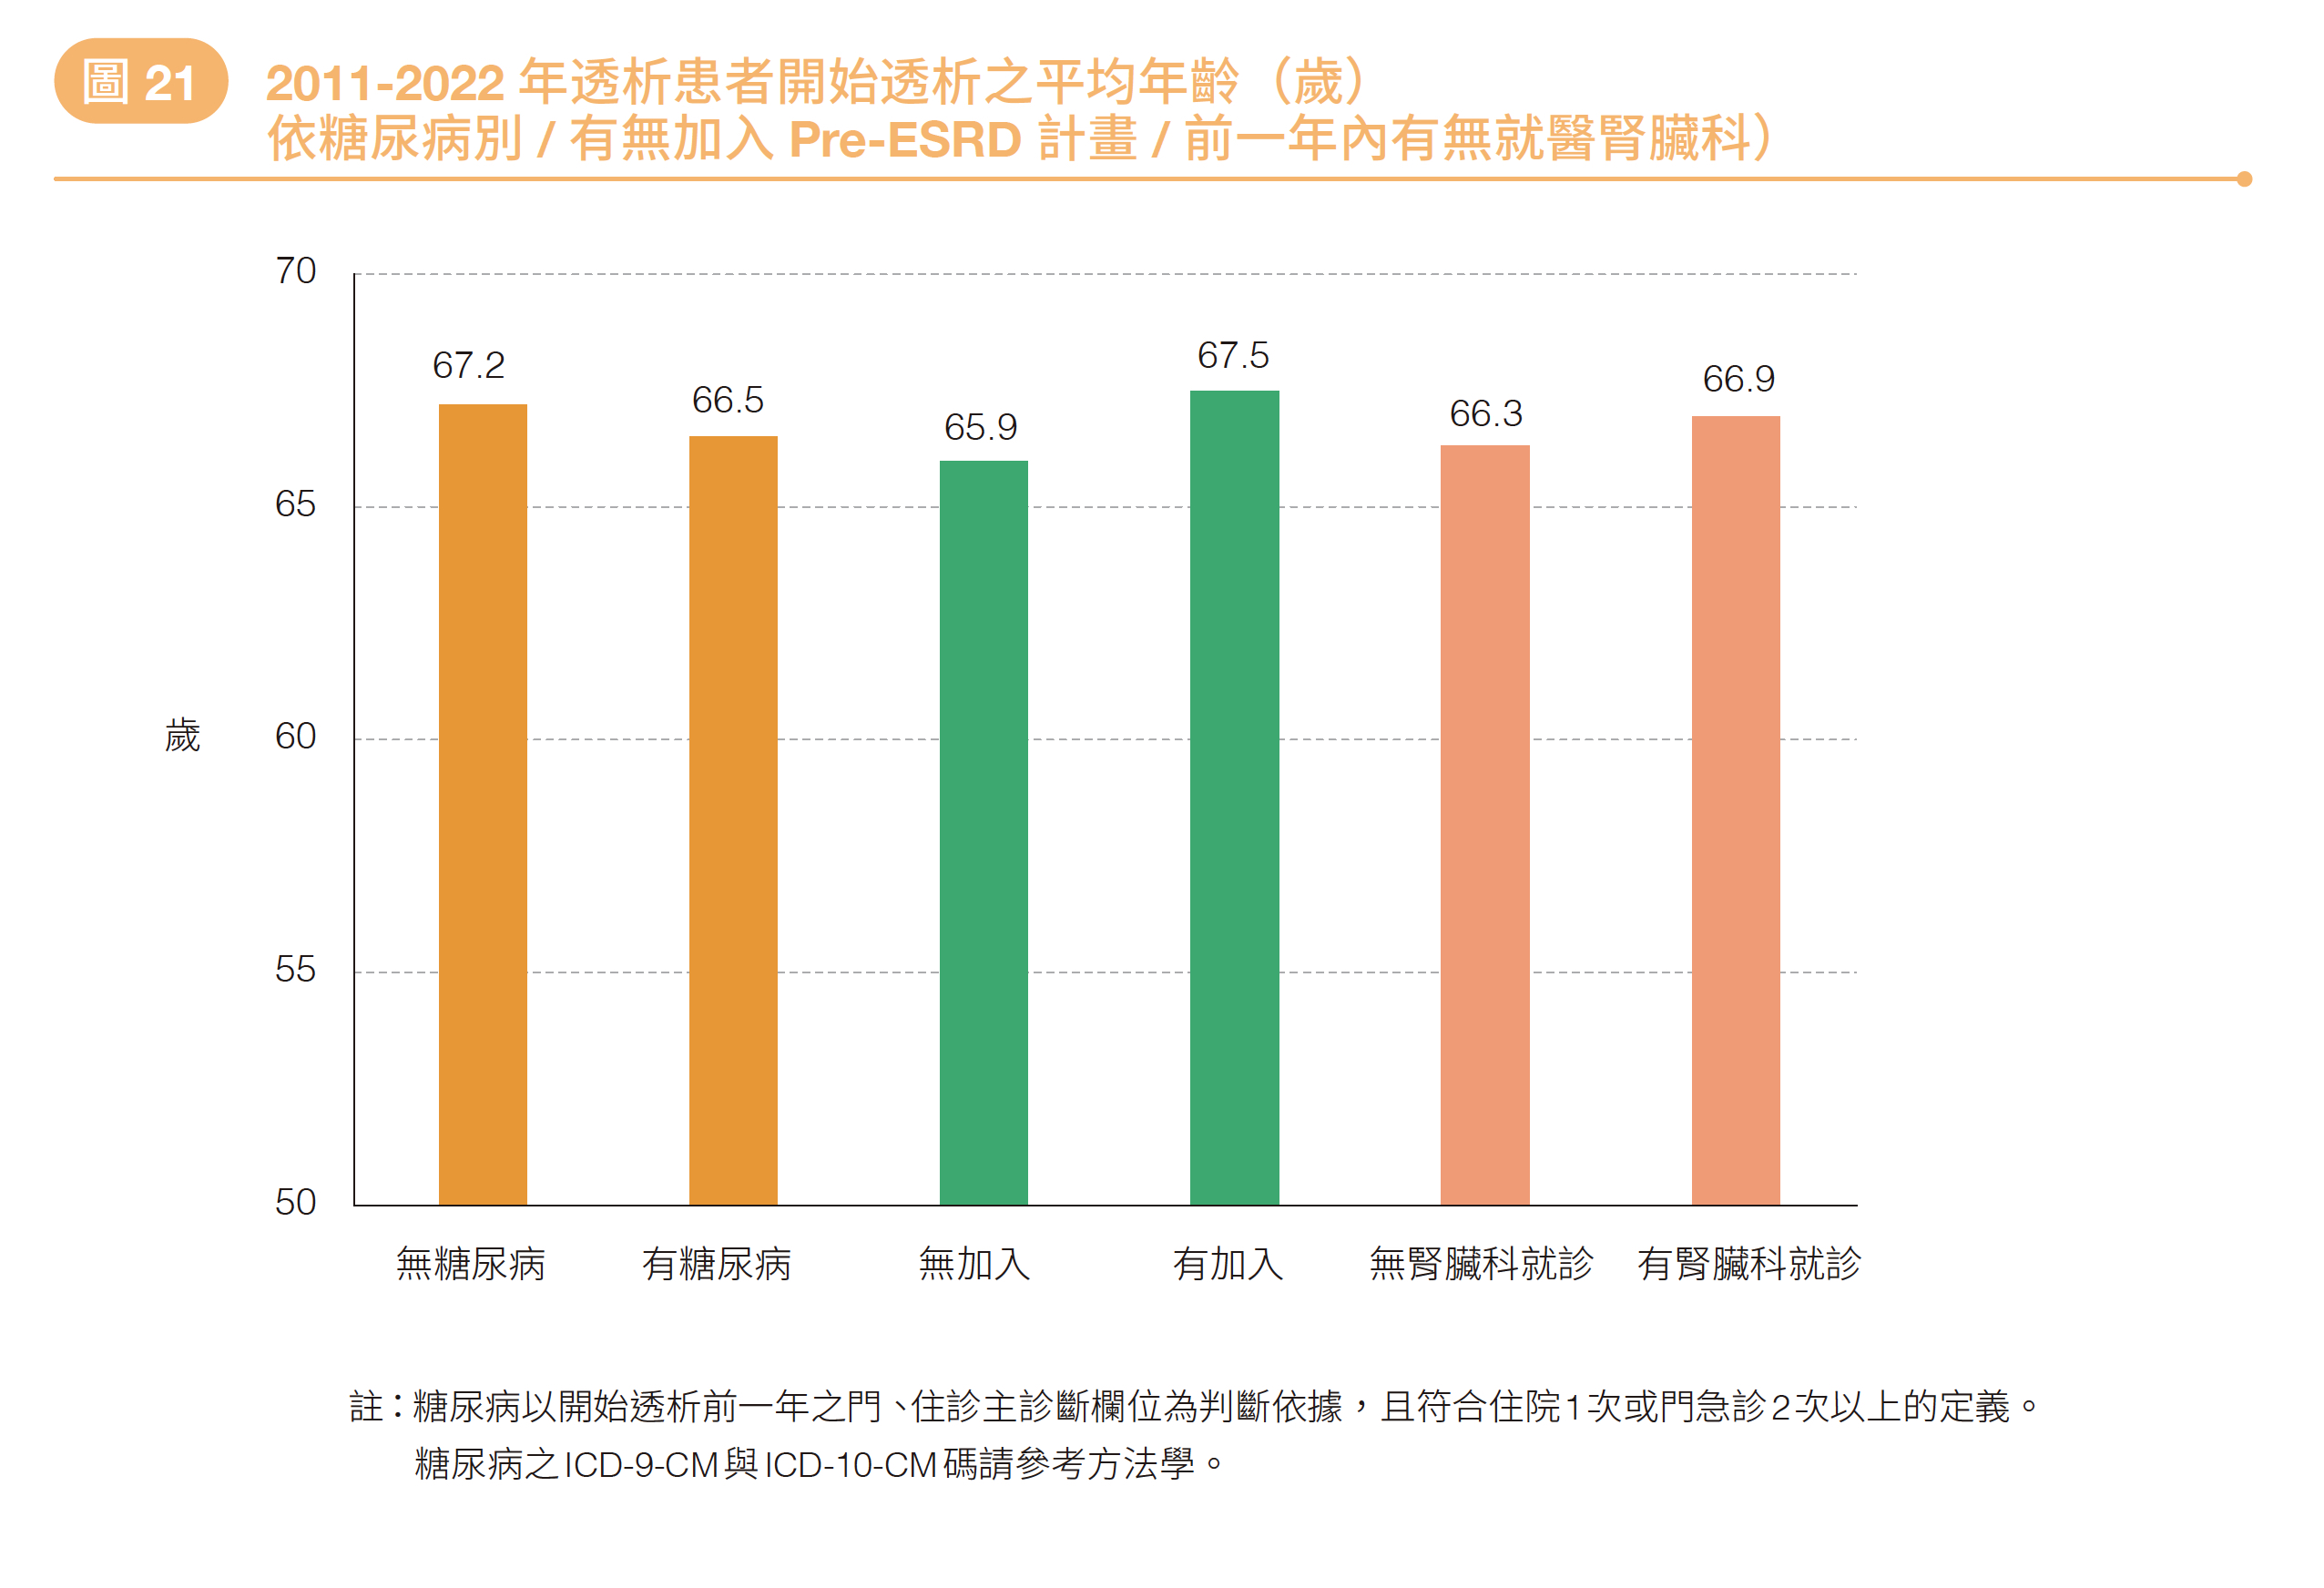 圖 21
2011-2022 年透析患者開始透析之平均年齡（歲）
依糖尿病別 / 有無加入 Pre-ESRD 計畫 / 前一年內有無就醫腎臟科）
70
65
60
55
50
歲
67.2
66.5
65.9
67.5
66.3
66.9
無糖尿病
有糖尿病
無加入
有加入
無腎臟科就診
有腎臟科就診
註：糖尿病以開始透析前一年之門、住診主診斷欄位為判斷依據，且符合住院 1 次或門急診 2 次以上的定義。
糖尿病之 ICD-9-CM 與 ICD-10-CM 碼請參考方法學。